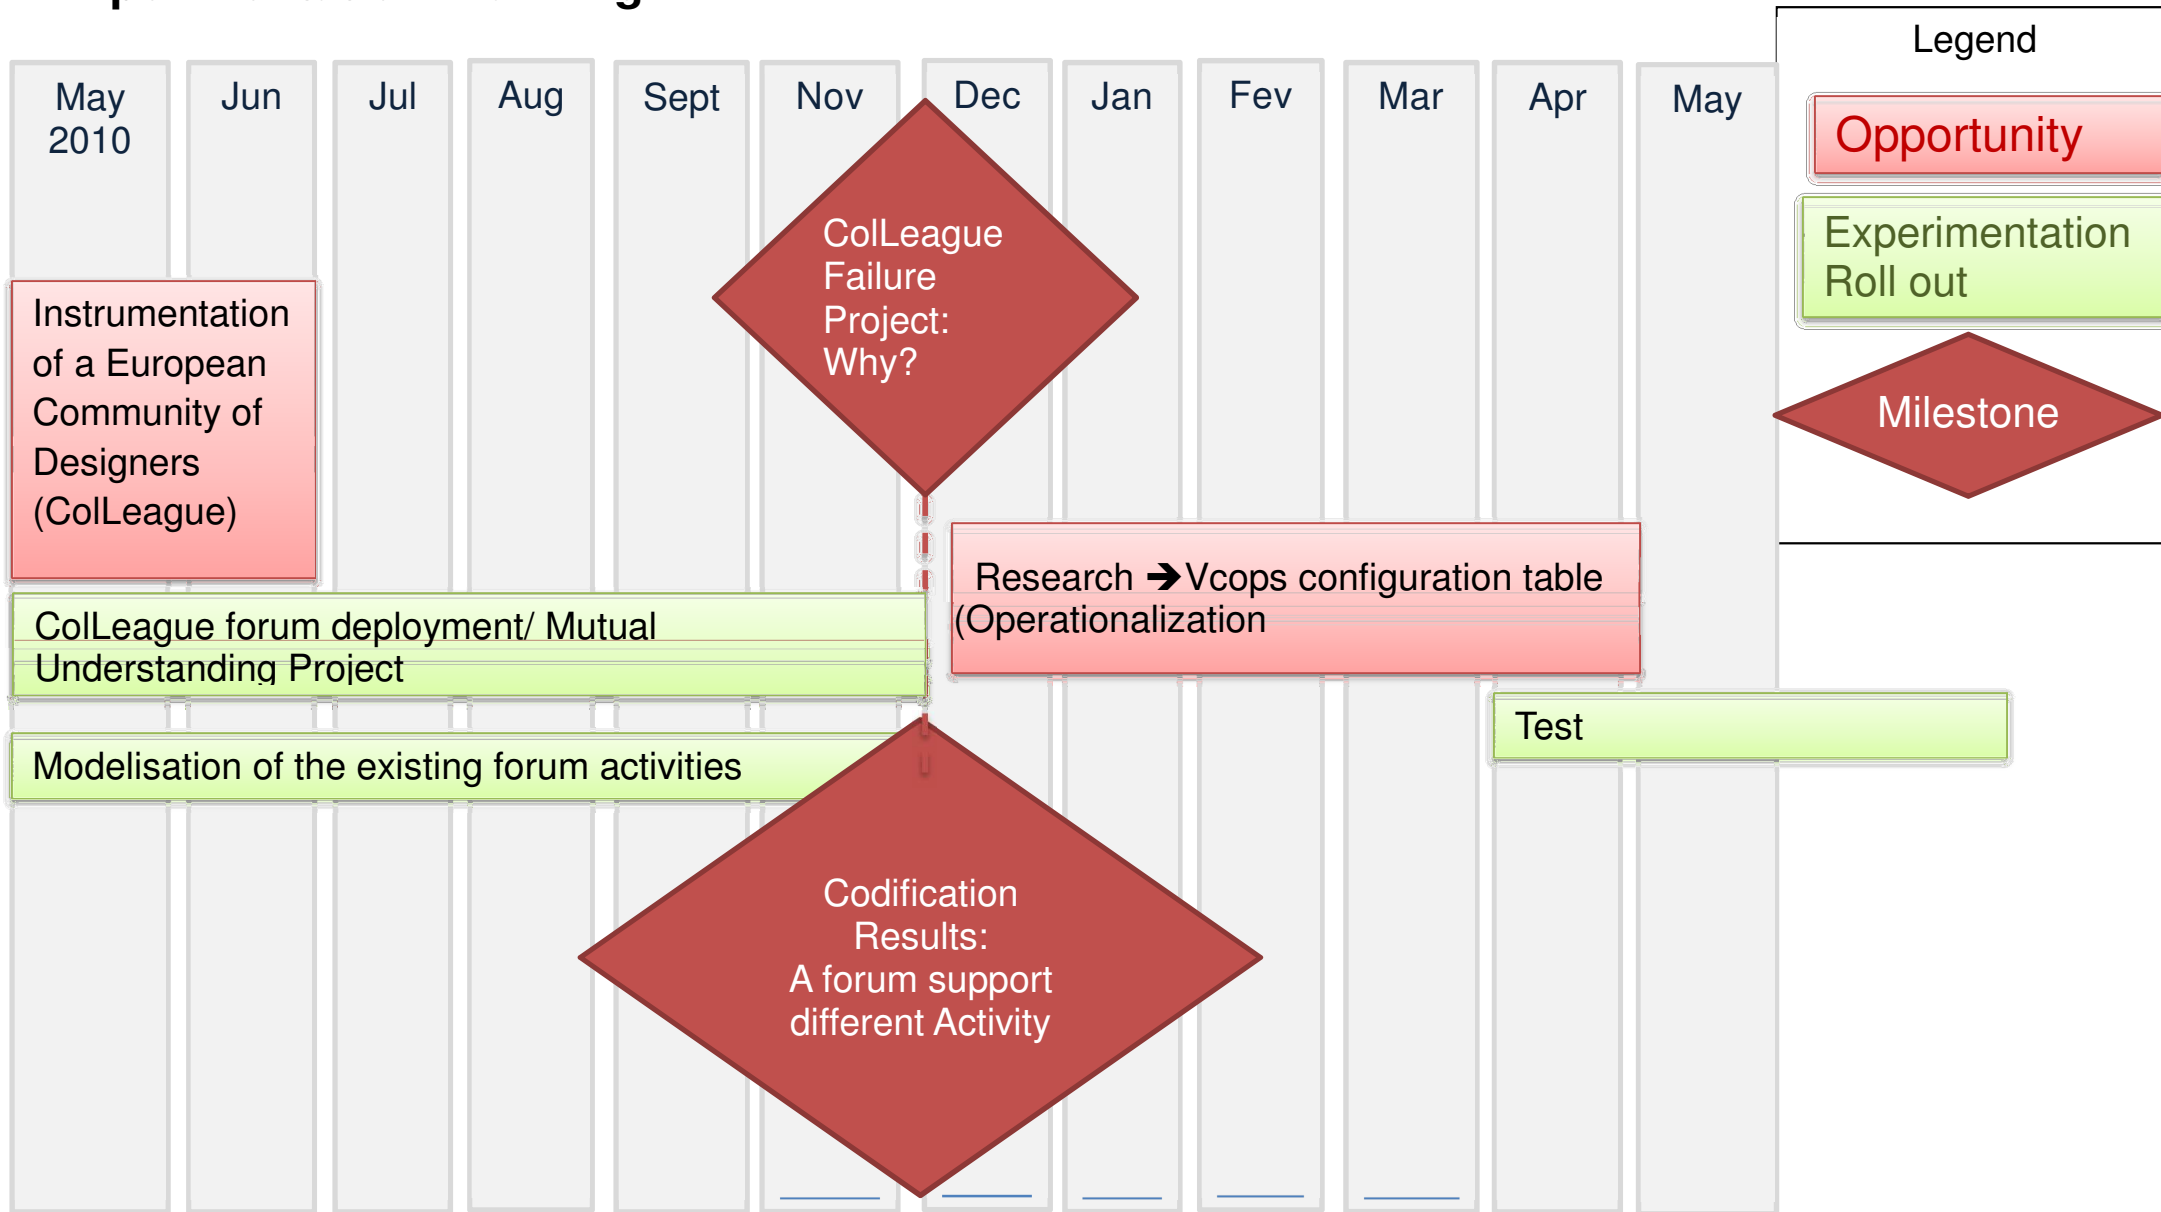 Legend
May
2010
Jun
Jul
Aug
Sept
Nov
Dec
Jan
Fev
Mar
Apr
May
Opportunity
Experimentation
Roll out
Milestone
ColLeague
Failure
Project:
Why?
Instrumentation
of a European
Community of
Designers
(ColLeague)
Research ➔Vcops configuration table
(Operationalization
ColLeague forum deployment/ Mutual
Understanding Project
Test
Modelisation of the existing forum activities
Codification
Results:
A forum support
different Activity